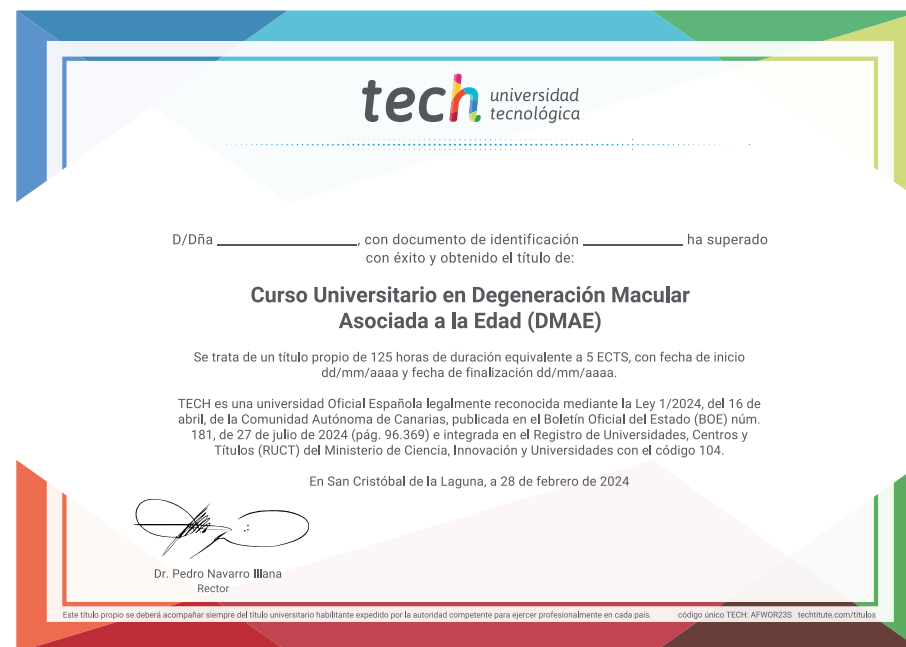 tech universidad
tecnológica
D/Dña ____________________, con documento de identificación ______________ ha superado
con éxito y obtenido el título de:
Curso Universitario en Degeneración Macular
Asociada a la Edad (DMAE)
Se trata de un título propio de 125 horas de duración equivalente a 5 ECTS, con fecha de inicio
dd/mm/aaaa y fecha de finalización dd/mm/aaaa.
TECH es una universidad Oficial Española legalmente reconocida mediante la Ley 1/2024, del 16 de
abril, de la Comunidad Autónoma de Canarias, publicada en el Boletín Oficial del Estado (BOE) núm.
181, de 27 de julio de 2024 (pág. 96.369) e integrada en el Registro de Universidades, Centros y
Títulos (RUCT) del Ministerio de Ciencia, Innovación y Universidades con el código 104.
En San Cristóbal de la Laguna, a 28 de febrero de 2024
Dr. Pedro Navarro Illana
Rector
Este título propio se deberá acompañar siempre del título universitario habilitante expedido por la autoridad competente para ejercer profesionalmente en cada país. código único TECH: AFWOR23S techtitute.com/titulos